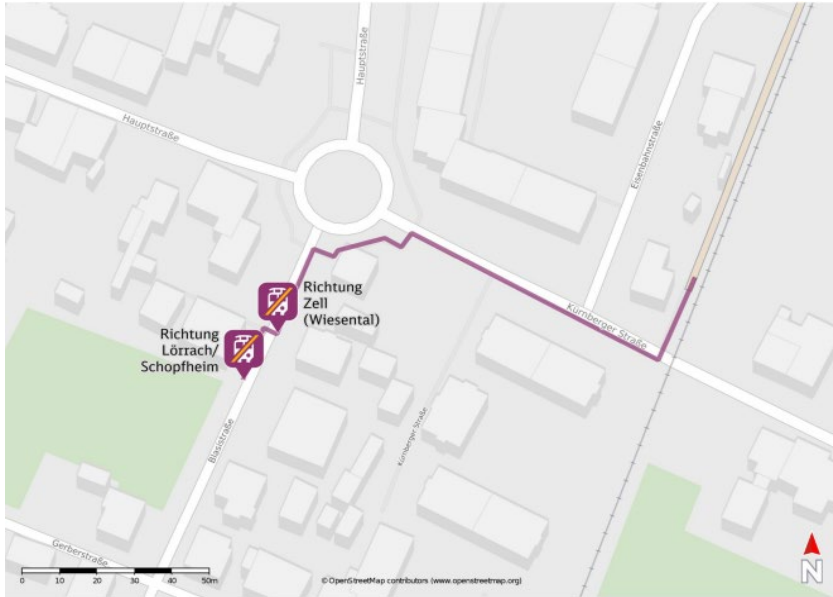 Hauptstraße
Hauptstraße
Eisenbahnstraße
Richtung
Zell
(Wiesental)
Richtung
Lörrach/
Schopfheim
Kürnberger Straße
Kürnberger Straße
Blasistraße
Gerberstraße
0 10 20 30 40 50m
© OpenStreetMap contributors (www.openstreetmap.org)
N